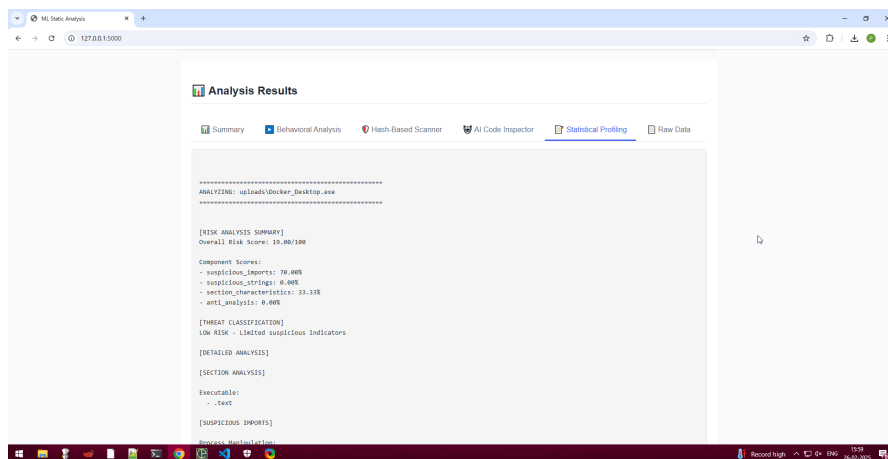 ML Static Analysis
127.0.0.1:5000
Analysis Results
Summary
Behavioral Analysis
Hash-Based Scanner
AI Code Inspector
Statistical Profiling
Raw Data
==================================================
ANALYZING: uploads\Docker_Desktop.exe
==================================================
[RISK ANALYSIS SUMMARY]
Overall Risk Score: 19.00/100
Component Scores:
- suspicious_imports: 70.00%
- suspicious_strings: 0.00%
- section_characteristics: 33.33%
- anti_analysis: 0.00%
[THREAT CLASSIFICATION]
LOW RISK - Limited suspicious indicators
[DETAILED ANALYSIS]
[SECTION ANALYSIS]
Executable:
- .text
[SUSPICIOUS IMPORTS]
Process Manipulation:
Record high
ENG
15:59
26-02-2025